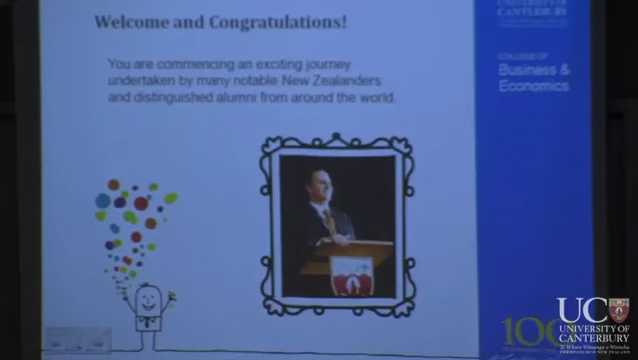 Welcome and Congratulations!
You are commencing an exciting journey
undertaken by many notable New Zealanders
and distinguished alumni from around the world.
UNIVERSITY OF
CANTERBURY
COLLEGE OF
Business &
Economics
100
UC
UNIVERSITY OF
CANTERBURY
Te Whare Wānanga o Waitaha
CHRISTCHURCH NEW ZEALAND